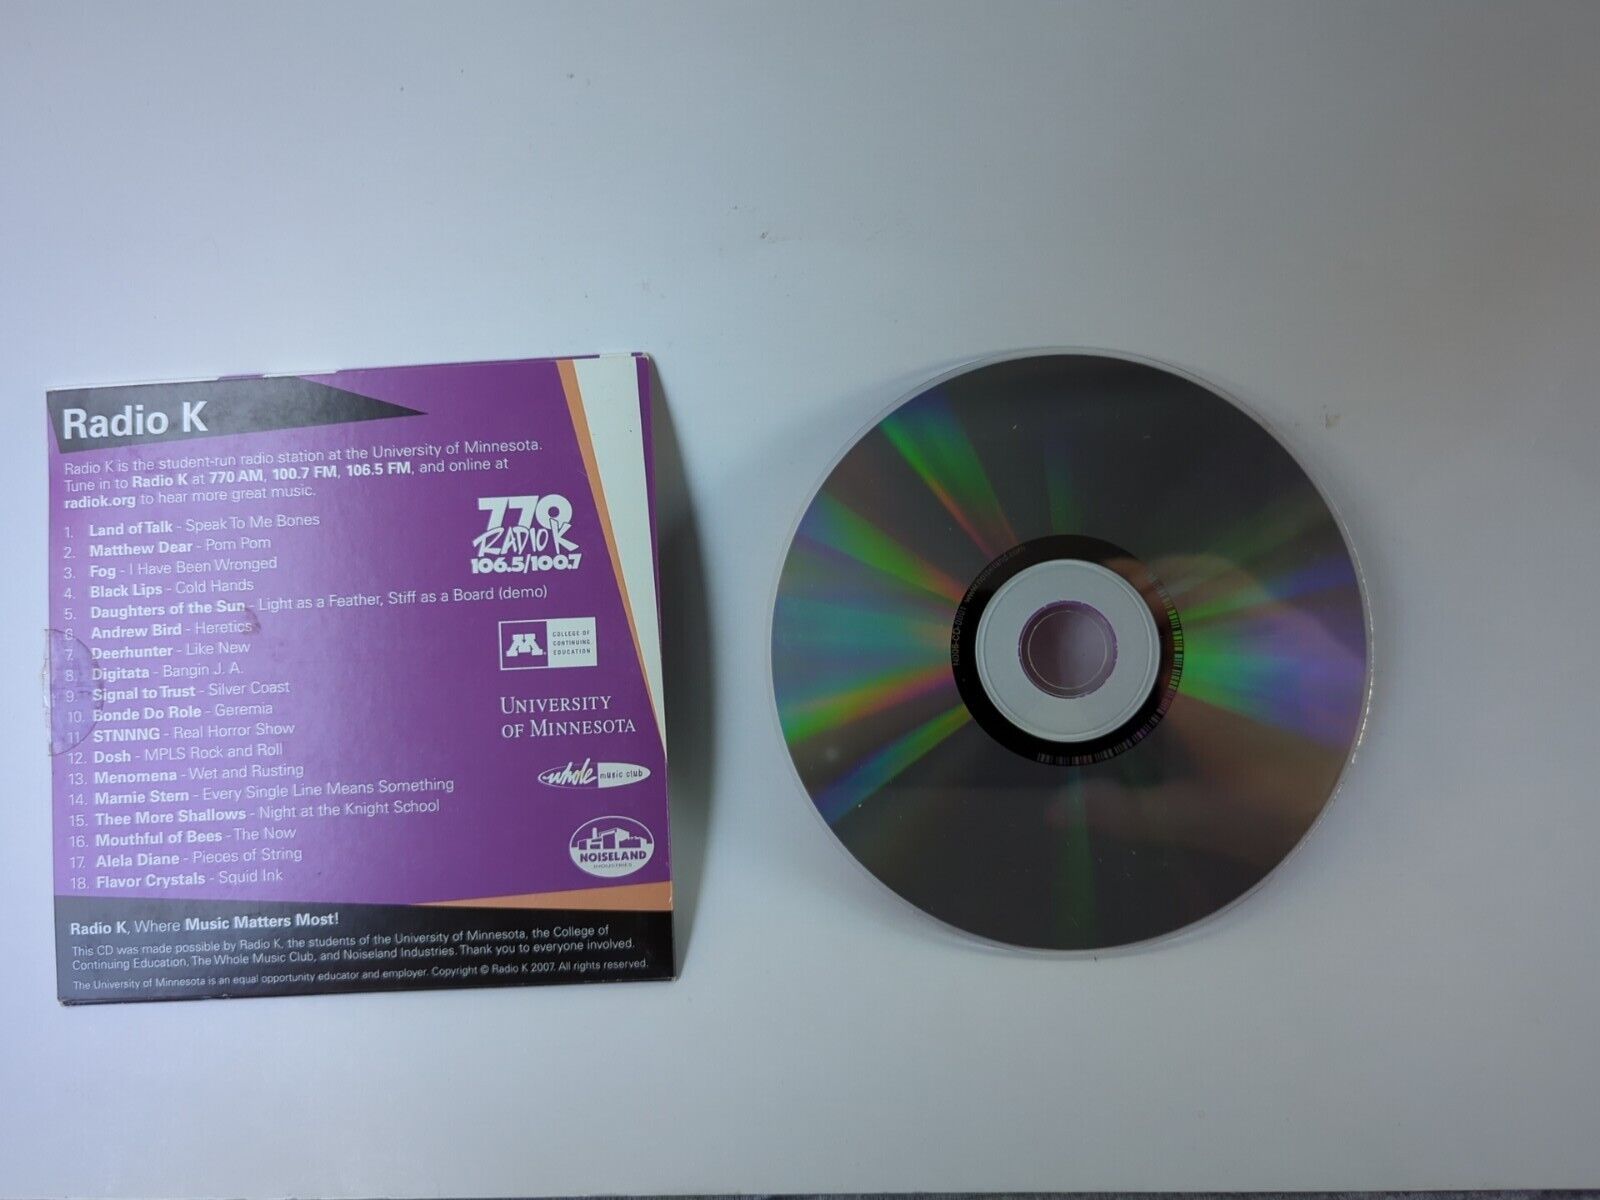 Radio K
Radio K is the student-run radio station at the University of Minnesota.
Tune in to Radio K at 770 AM, 100.7 FM, 106.5 FM, and online at
radiok.org to hear more great music.
1. Land of Talk - Speak To Me Bones
2. Matthew Dear - Pom Pom
3. Fog - I Have Been Wronged
4. Black Lips - Cold Hands
5. Daughters of the Sun - Light as a Feather, Stiff as a Board (demo)
6. Andrew Bird - Heretics
7. Deerhunter - Like New
8. Digitata - Bangin J. A.
9. Signal to Trust - Silver Coast
10. Bonde Do Role - Geremia
11. STNNNG - Real Horror Show
12. Dosh - MPLS Rock and Roll
13. Menomena - Wet and Rusting
14. Marnie Stern - Every Single Line Means Something
15. Thee More Shallows - Night at the Knight School
16. Mouthful of Bees - The Now
17. Alela Diane - Pieces of String
18. Flavor Crystals - Squid Ink
770
RADIO K
106.5/100.7
M
COLLEGE OF
CONTINUING
EDUCATION
UNIVERSITY
OF MINNESOTA
whole music club
NOISELAND
INDUSTRIES
Radio K, Where Music Matters Most!
This CD was made possible by Radio K, the students of the University of Minnesota, the College of
Continuing Education, The Whole Music Club, and Noiseland Industries. Thank you to everyone involved.
The University of Minnesota is an equal opportunity educator and employer. Copyright © Radio K 2007. All rights reserved.